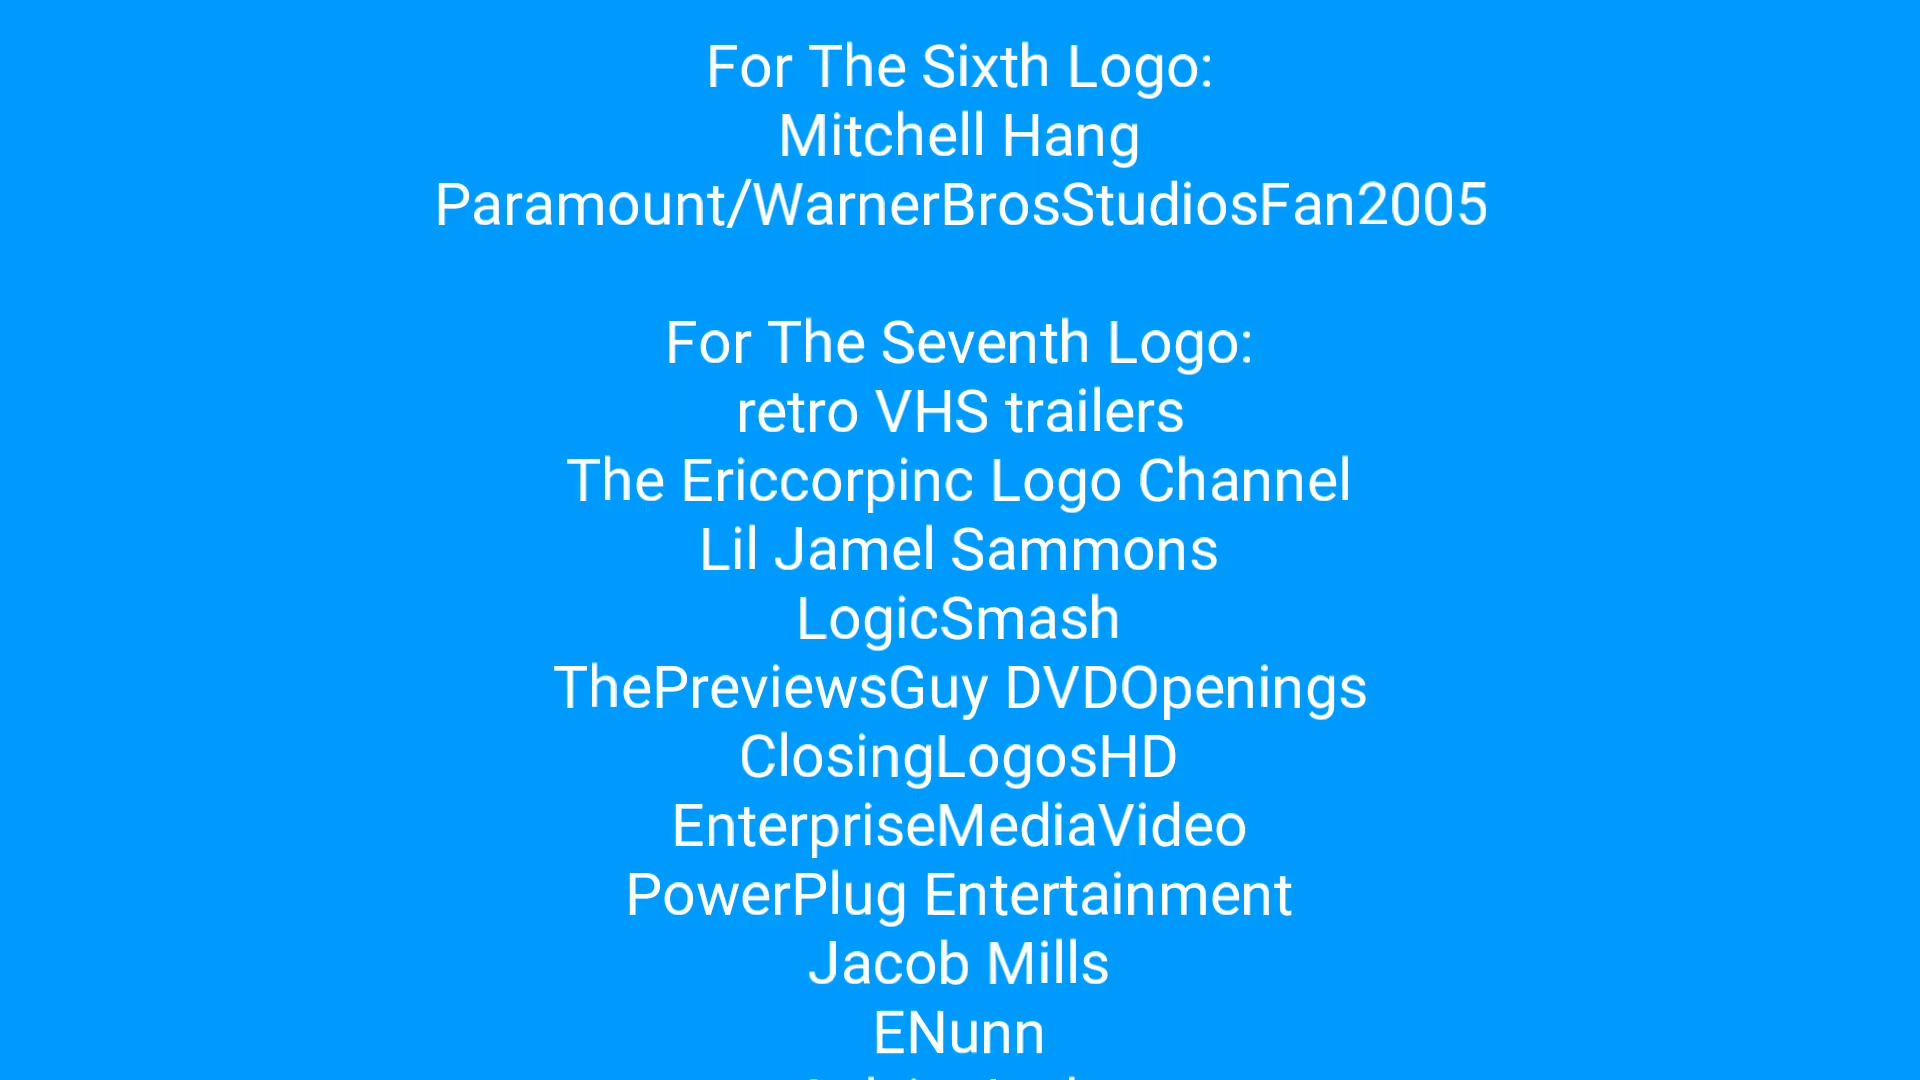 For The Sixth Logo:
Mitchell Hang
Paramount/WarnerBrosStudiosFan2005
For The Seventh Logo:
retro VHS trailers
The Ericcorpinc Logo Channel
Lil Jamel Sammons
LogicSmash
ThePreviewsGuy DVDOpenings
ClosingLogosHD
EnterpriseMediaVideo
PowerPlug Entertainment
Jacob Mills
ENunn